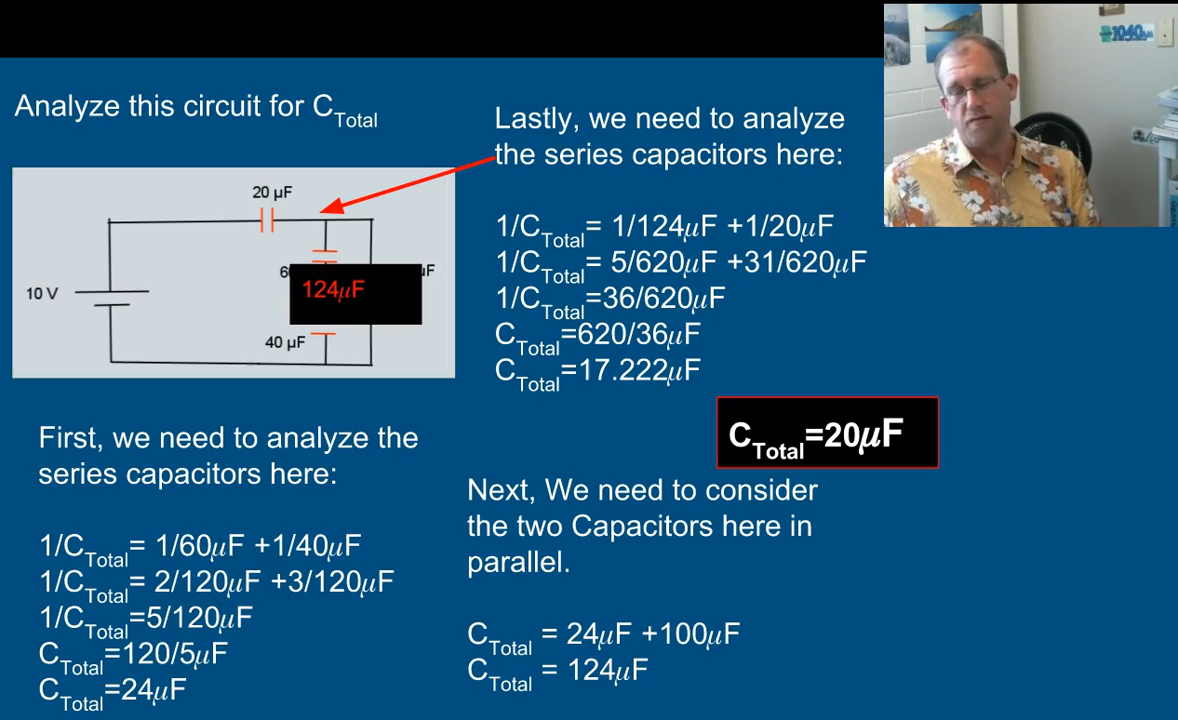 Analyze this circuit for C_Total
20 µF
10 V
6
µF
124µF
40 µF
First, we need to analyze the
series capacitors here:
1/C_Total= 1/60µF +1/40µF
1/C_Total= 2/120µF +3/120µF
1/C_Total=5/120µF
C_Total=120/5µF
C_Total=24µF
Lastly, we need to analyze
the series capacitors here:
1/C_Total= 1/124µF +1/20µF
1/C_Total= 5/620µF +31/620µF
1/C_Total=36/620µF
C_Total=620/36µF
C_Total=17.222µF
C_Total=20µF
Next, We need to consider
the two Capacitors here in
parallel.
C_Total = 24µF +100µF
C_Total = 124µF
1040